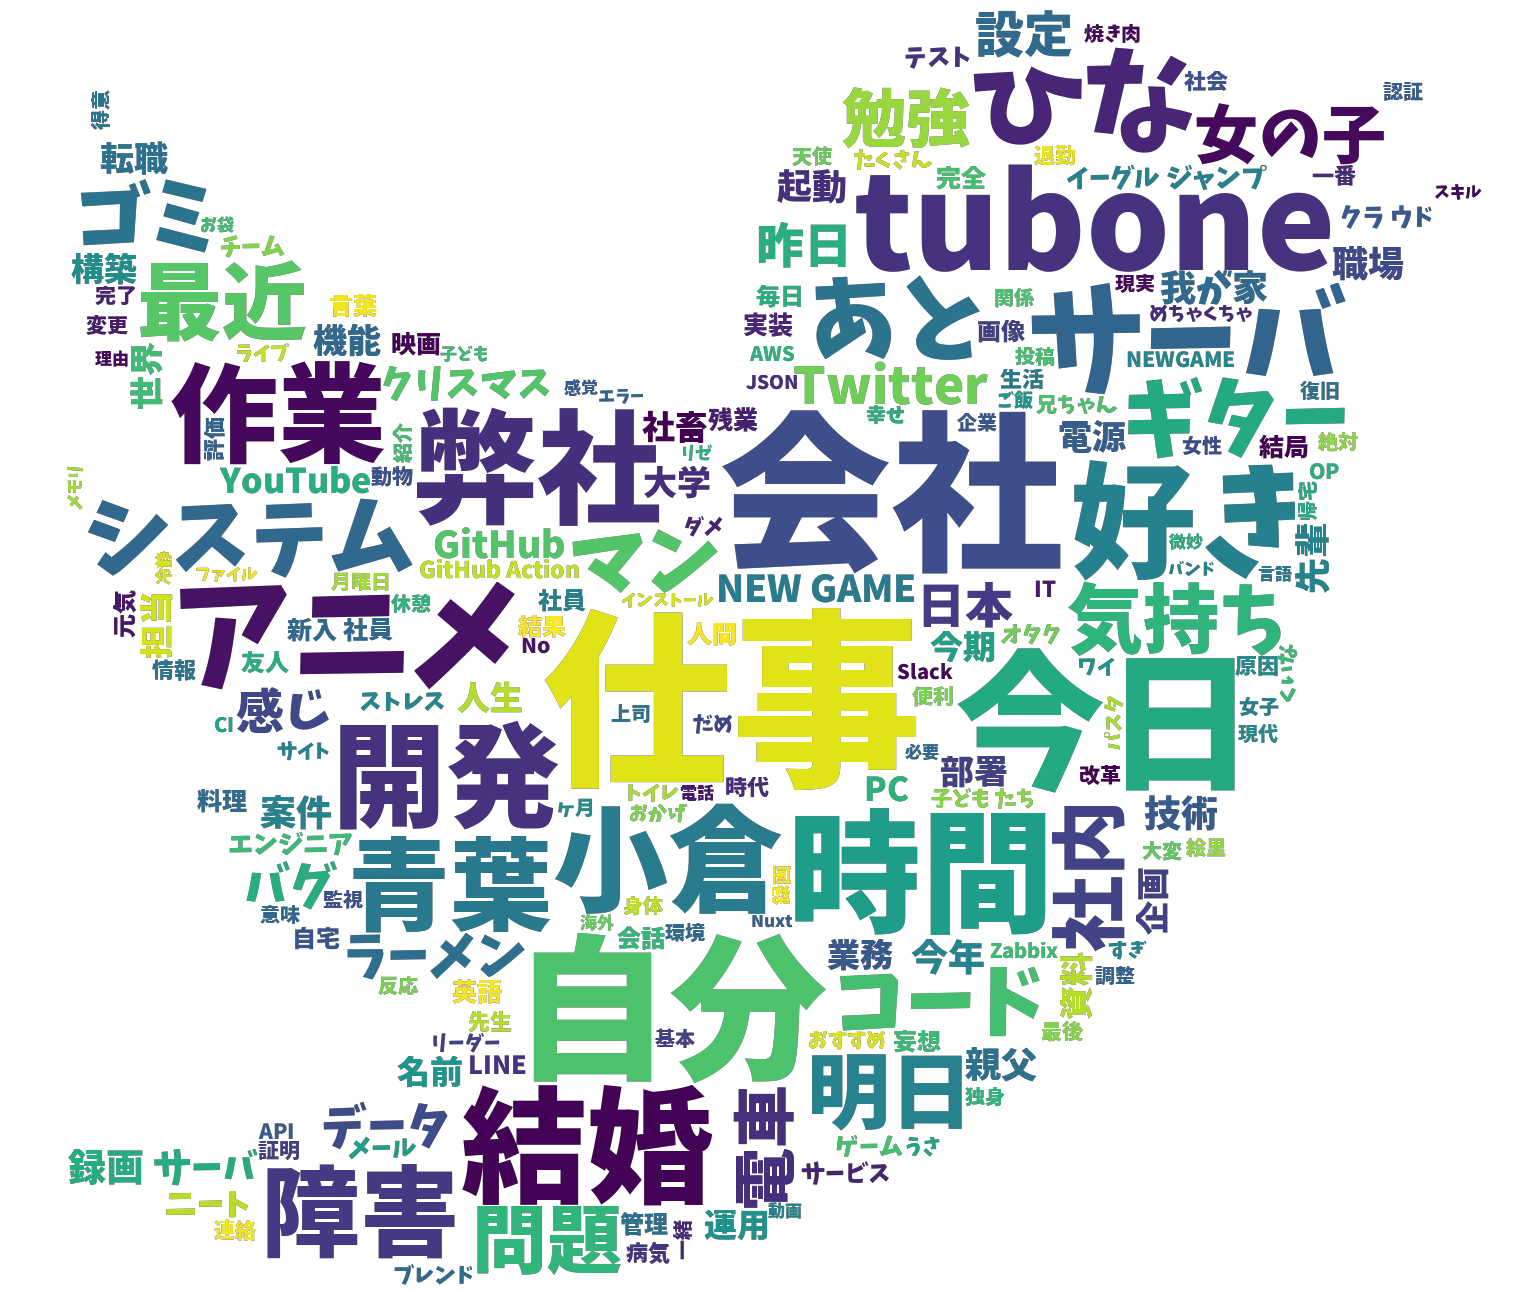 設定
焼き肉
テスト
ひな
社会
認証
得意
勉強
女の子
転職
天使
たくさん
退勤
起動
完全
イーグル ジャンプ
一番
スキル
ゴミ
お袋
tubone
クラウド
チーム
昨日
職場
構築
最近
完了
言葉
毎日
あと
関係
現実
我が家
変更
機能
映画
実装
画像
サーバ
めちゃくちゃ
理由
世界
ライブ
子ども
AWS
投稿
NEWGAME
作業
クリスマス
感覚
エラー
JSON
Twitter
生活
復旧
ご飯
兄ちゃん
ギター
評価
紹介
弊社
社畜
残業
会社
幸せ
企業
電源
女性
結局
絶対
メモリ
YouTube
動物
リゼ
大学
好き
OP
帰宅
システム
ダメ
GitHub
マン
微妙
先輩
GitHub Action
バンド
言語
ファイル
月曜日
NEW GAME
日本
IT
元気
担当
アニメ
休憩
社員
インストール
気持ち
新入 社員
結果
人間
No
仕事
今期
オタク
情報
友人
Slack
今日
ワイ
原因
感じ
ストレス
人生
便利
パスタ
女子
CI
上司
だめ
サイト
開発
必要
現代
部署
改革
料理
案件
トイレ
電話
時代
PC
子ども たち
ヶ月
おかげ
社内
技術
エンジニア
青葉
小倉
時間
大変
絵里
バグ
監視
企画
意味
身体
Nuxt
自宅
ラーメン
海外
会話
環境
業務
今年
Zabbix
すぎ
反応
英語
自分
コード
資料
調整
先生
リーダー
基本
おすすめ
妄想
最後
名前
LINE
明日
親父
独身
データ
結婚
電車
API
メール
ゲーム
うさ
証明
録画 サーバ
障害
サービス
ニート
連絡
問題
管理
一緒
運用
動画
病気
ブレンド